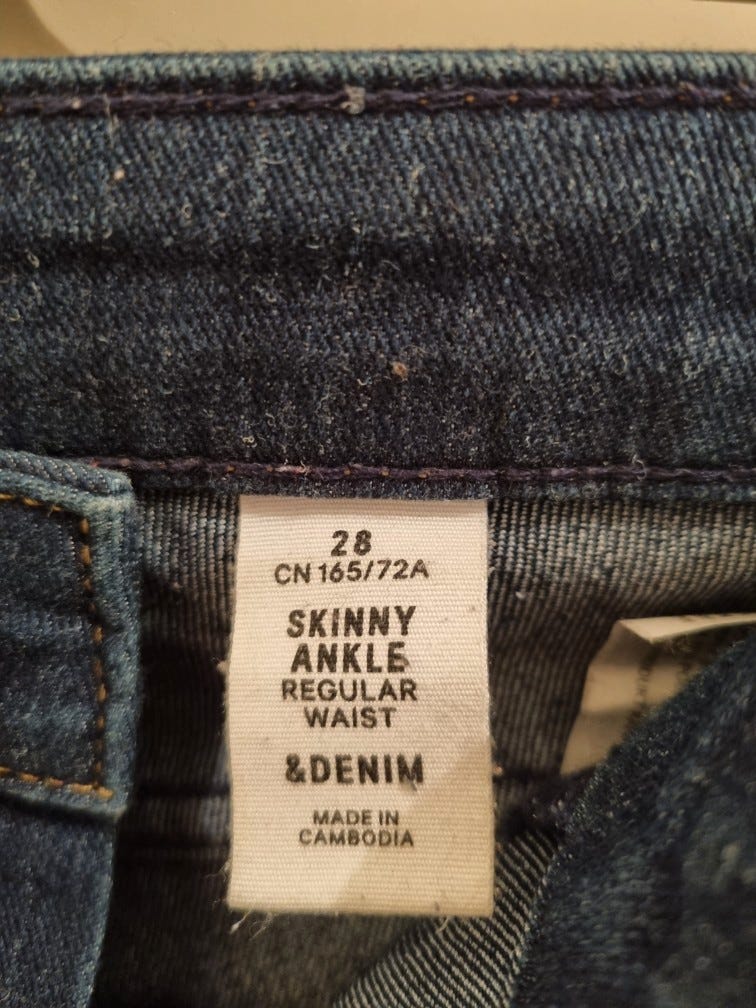 28
CN 165/72A
SKINNY
ANKLE
REGULAR
WAIST
&DENIM
MADE IN
CAMBODIA